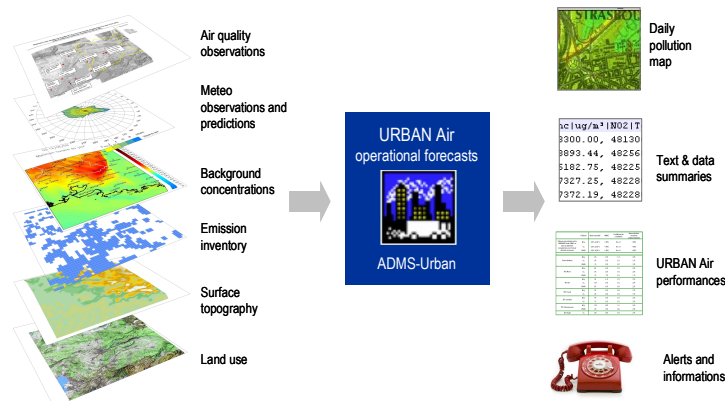 Air quality
observations
Meteo
observations and
predictions
Background
concentrations
Emission
inventory
Surface
topography
Land use
URBAN Air
operational forecasts
ADMS-Urban
STRASBOU
Daily
pollution
map
nc|ug/m³|NO2|T
8300.00, 48130
8893.44, 48256
5182.75, 48225
7327.25, 48228
7372.19, 48228
Text & data
summaries
URBAN Air
performances
Alerts and
informations